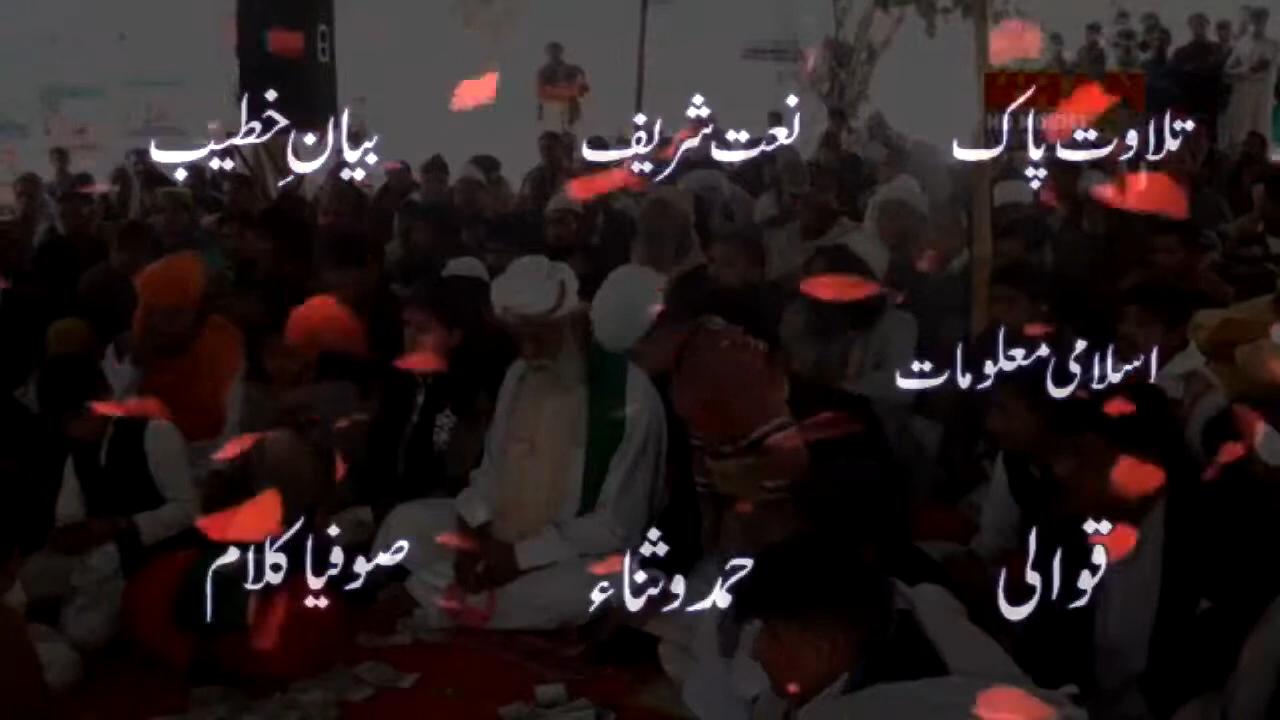 تلاوت پاک
نعت شریف
بیانِ خطیب
اسلامی معلومات
قوالی
حمد و ثناء
صوفیا کلام